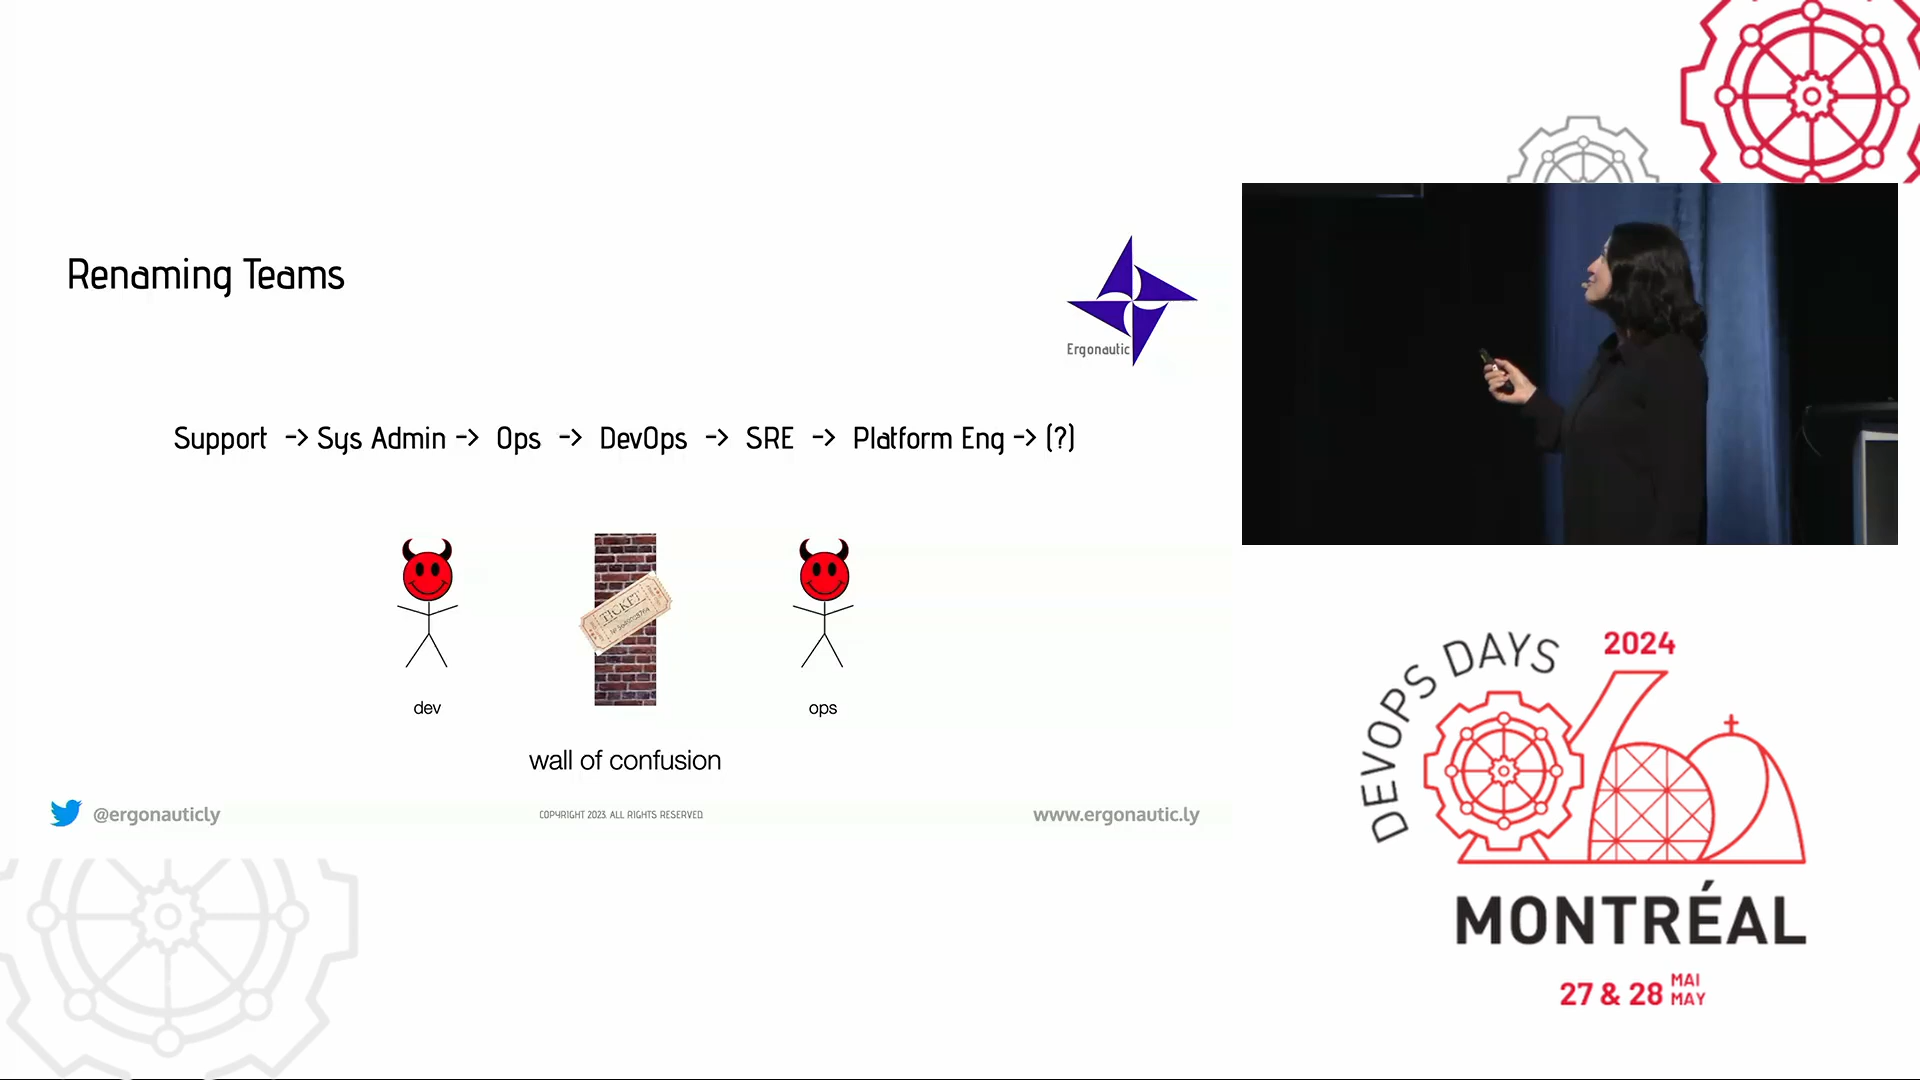 Renaming Teams
Ergonautic
Support -> Sys Admin -> Ops -> DevOps -> SRE -> Platform Eng -> (?)
TICKET
dev
ops
wall of confusion
@ergonauticly
COPYRIGHT 2023. ALL RIGHTS RESERVED.
www.ergonautic.ly
DEVOPS DAYS
2024
MONTRÉAL
27 & 28 MAI
MAY